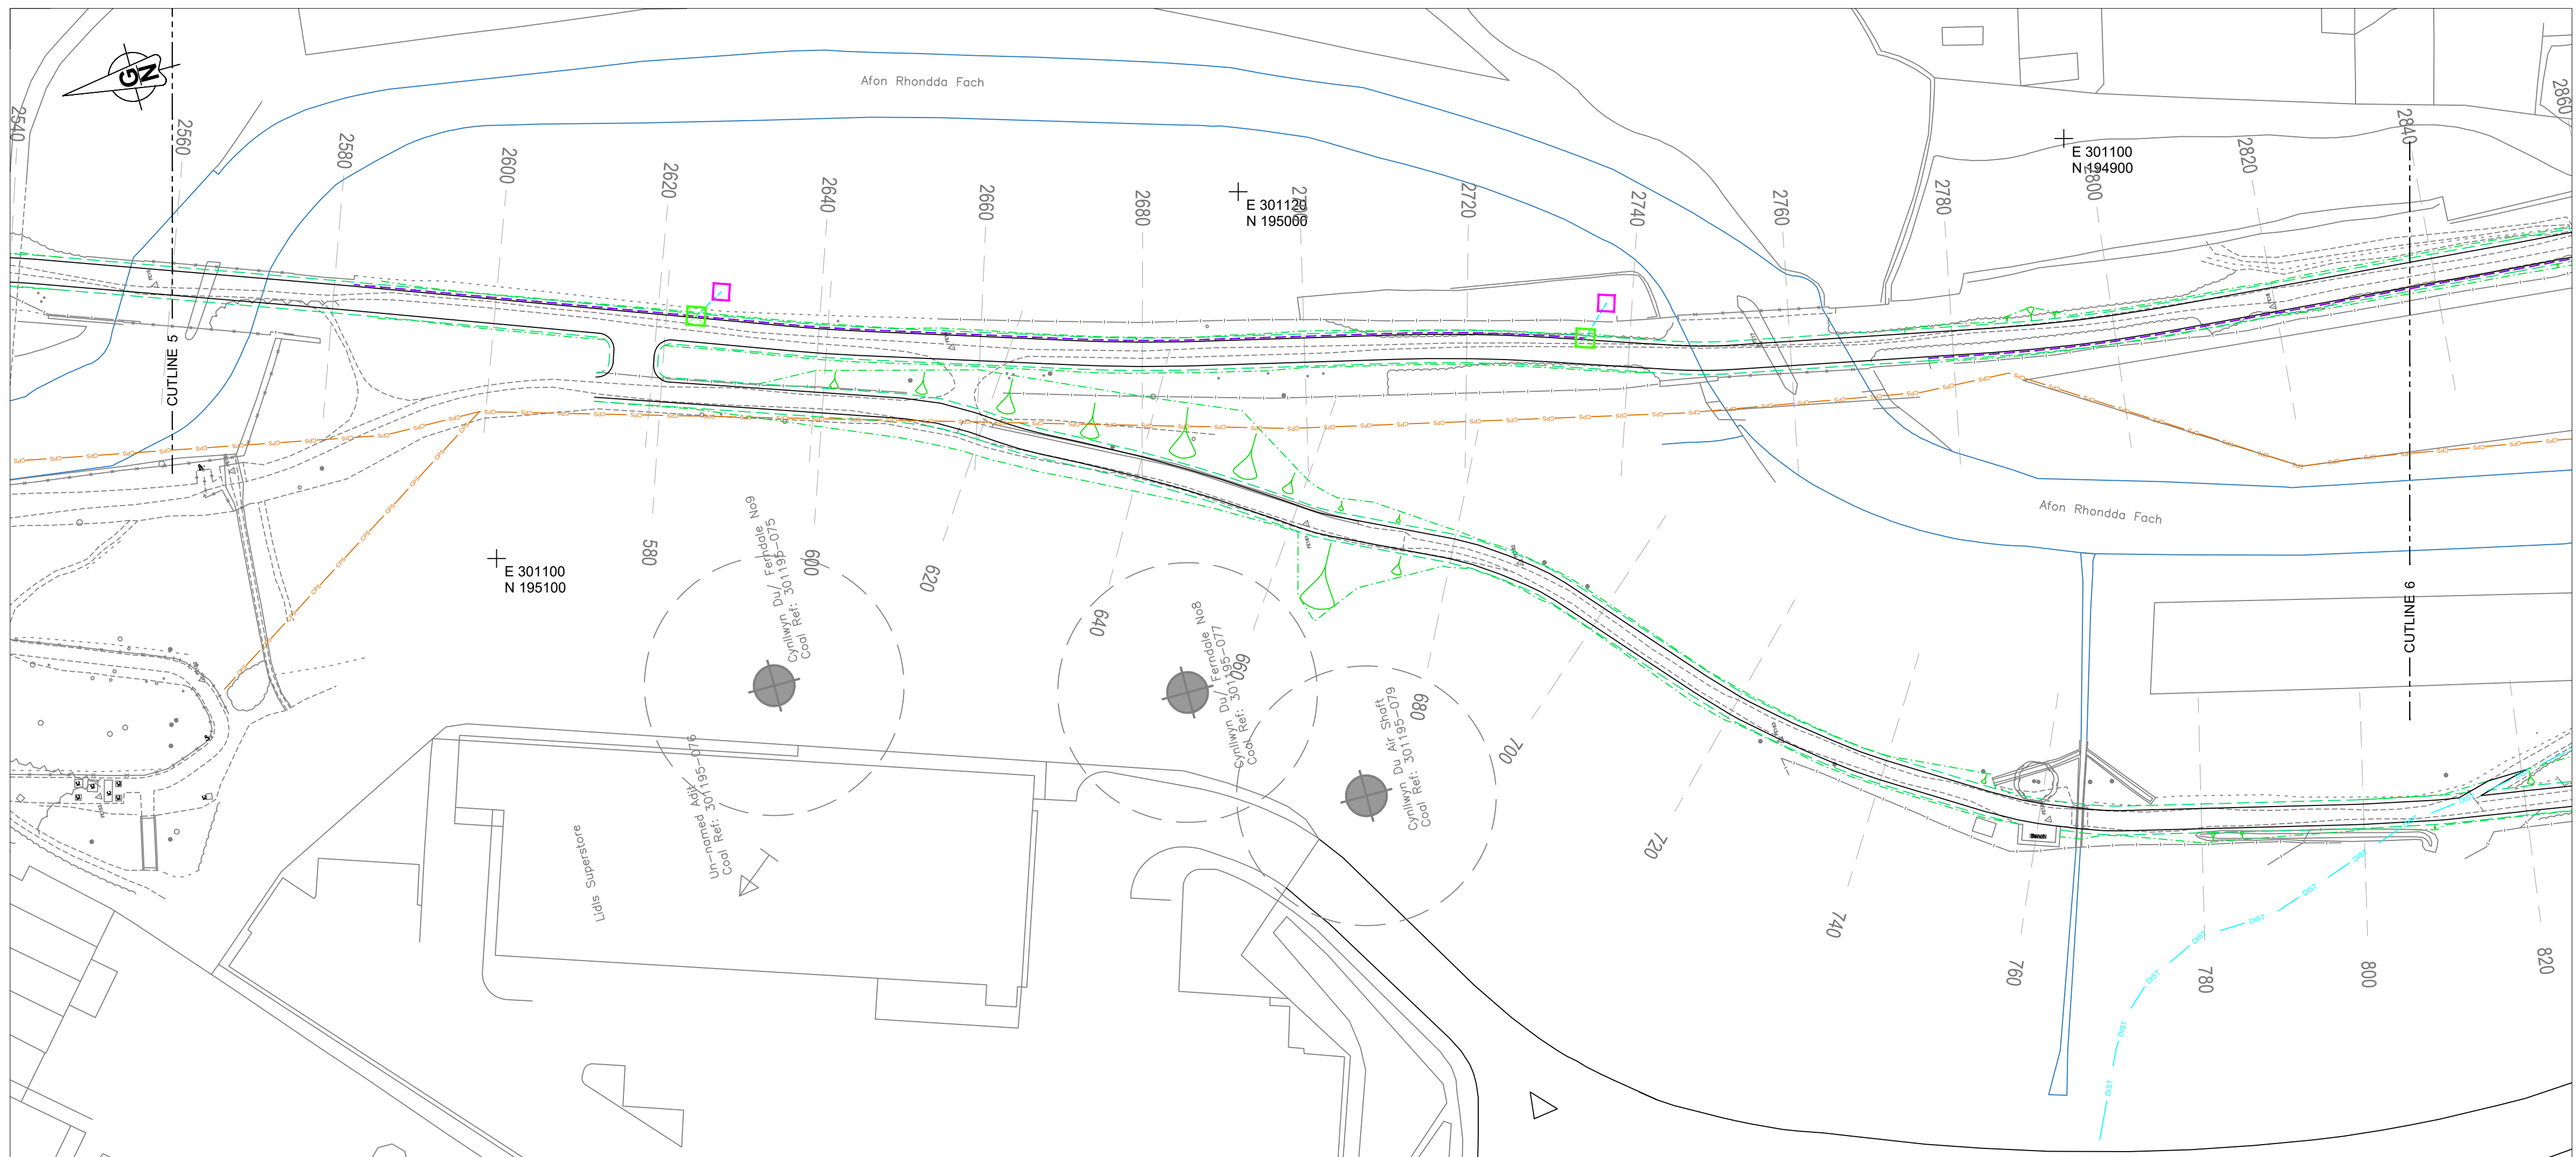 GN
Afon Rhondda Fach
E 301100
N 194900
E 301120
N 195000
2540
2560
2580
2600
2620
2640
2660
2680
2700
2720
2740
2760
2780
2800
2820
2840
2860
CUTLINE 5
CUTLINE 6
Afon Rhondda Fach
CPS
E 301100
N 195100
580
600
620
640
660
680
700
720
740
760
780
800
820
Cynllwyn Du/ Ferndale No9
Coal Ref: 301195-075
Cynllwyn Du/ Ferndale No8
Coal Ref: 301195-077
Cynllwyn Du Air Shaft
Coal Ref: 301195-079
Un-named Adit
Coal Ref: 301195-076
Lidls Superstore
Bench
DIST